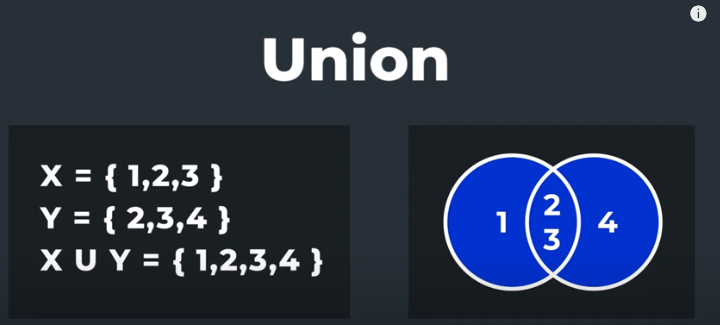 Union
X = { 1,2,3 }
Y = { 2,3,4 }
X U Y = { 1,2,3,4 }
1
2
3
4
i